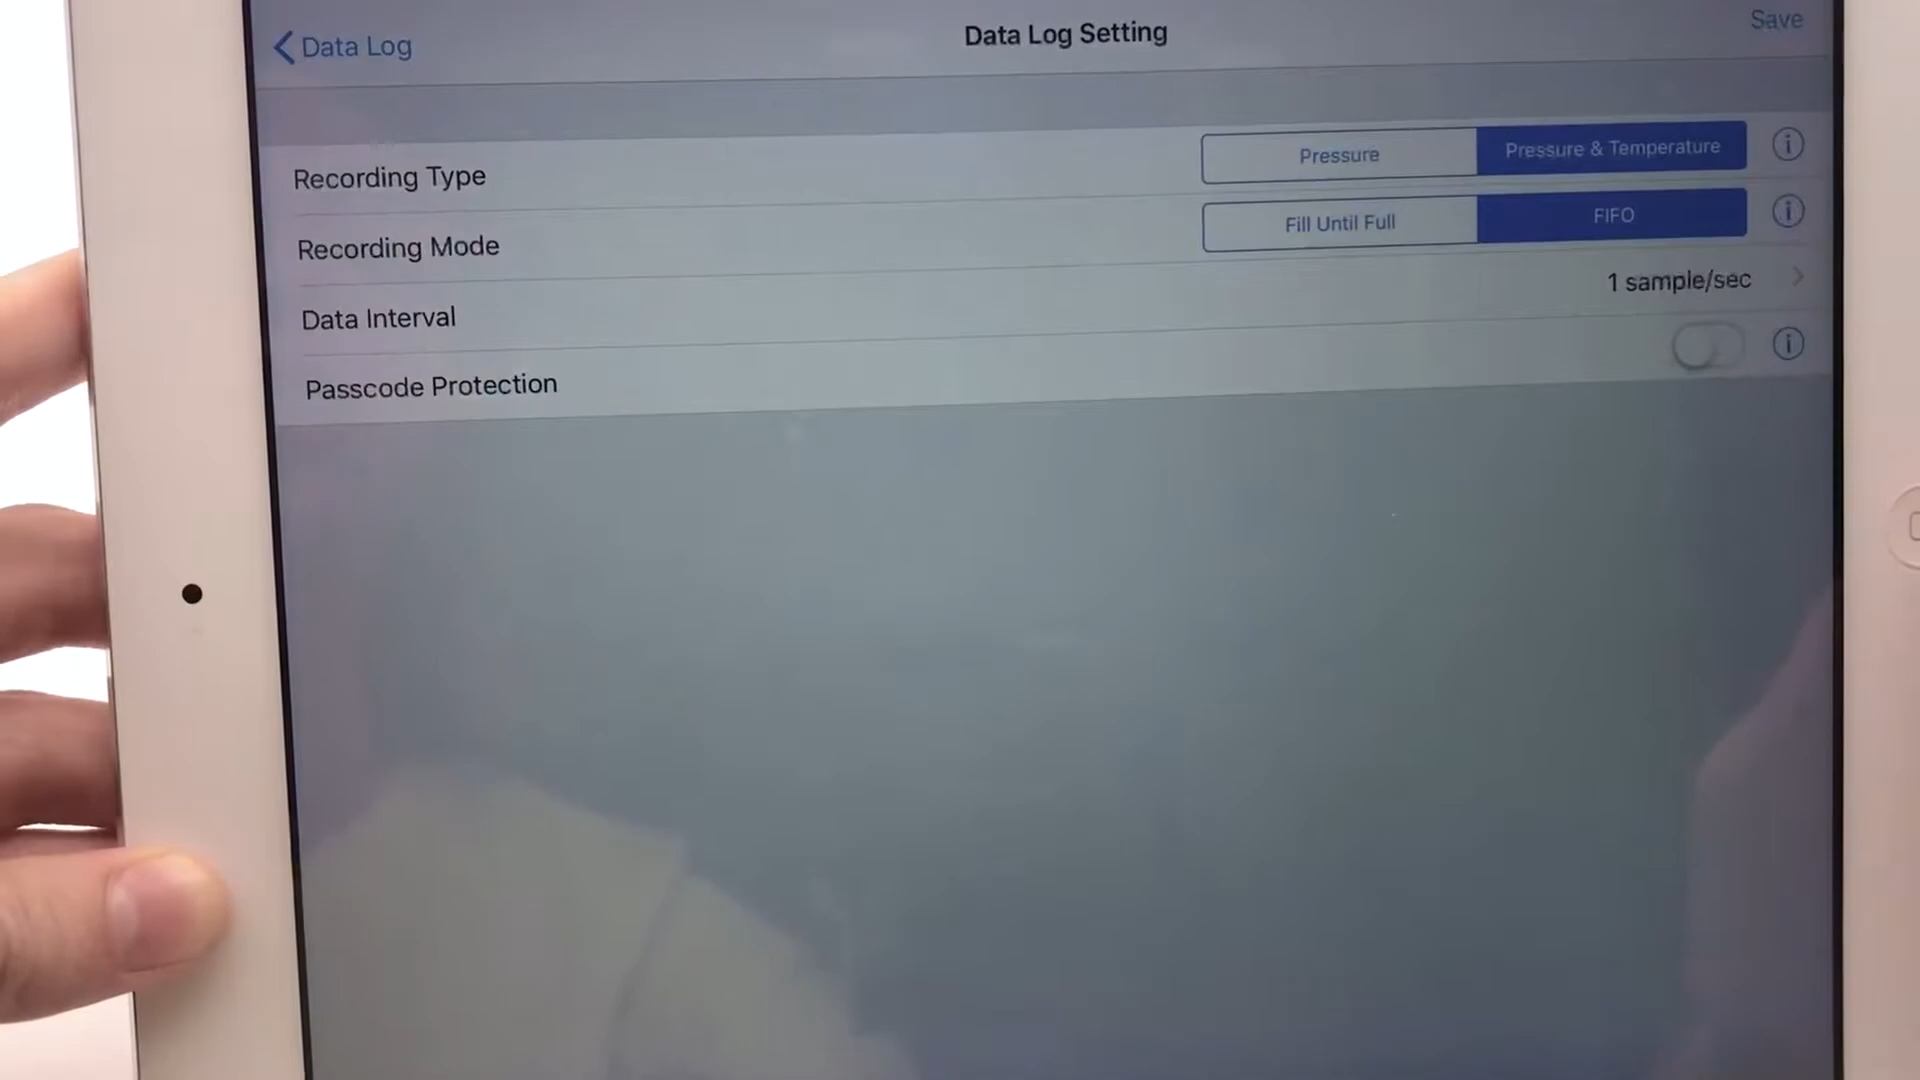 Data Log
Data Log Setting
Save
Recording Type
Pressure
Pressure & Temperature
Recording Mode
Fill Until Full
FIFO
Data Interval
1 sample/sec
Passcode Protection